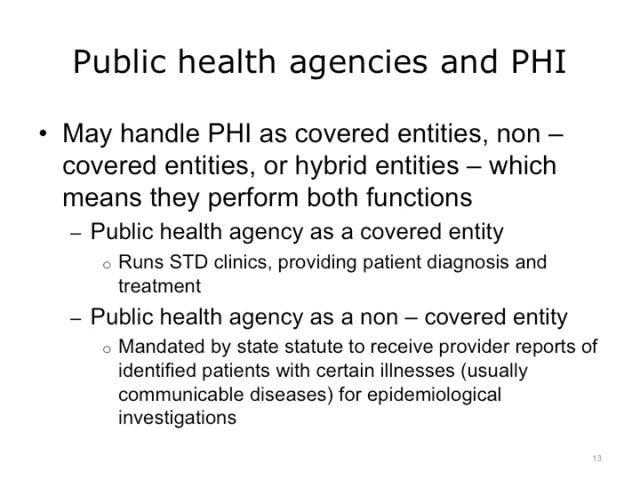 Public health agencies and PHI
• May handle PHI as covered entities, non –
covered entities, or hybrid entities – which
means they perform both functions
– Public health agency as a covered entity
o Runs STD clinics, providing patient diagnosis and
treatment
– Public health agency as a non – covered entity
o Mandated by state statute to receive provider reports of
identified patients with certain illnesses (usually
communicable diseases) for epidemiological
investigations
13